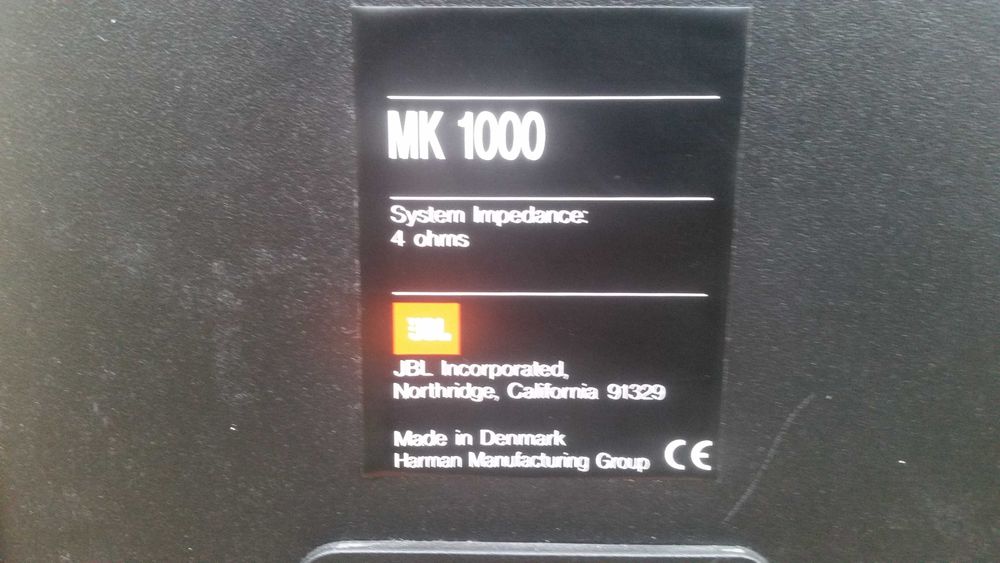 MK 1000
System Impedance:
4 ohms
JBL
JBL Incorporated,
Northridge, California 91329
Made in Denmark
Harman Manufacturing Group CE